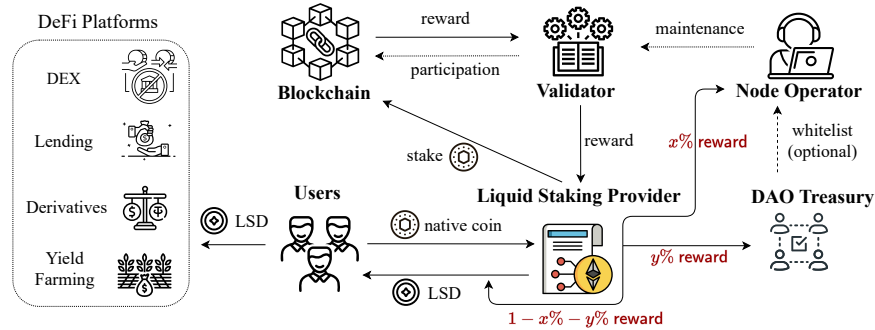 DeFi Platforms
DEX
Lending
Derivatives
Yield
Farming
LSD
Blockchain
reward
participation
Validator
maintenance
Node Operator
stake
reward
x% reward
whitelist
(optional)
Users
Liquid Staking Provider
DAO Treasury
native coin
LSD
y% reward
1 − x% − y% reward